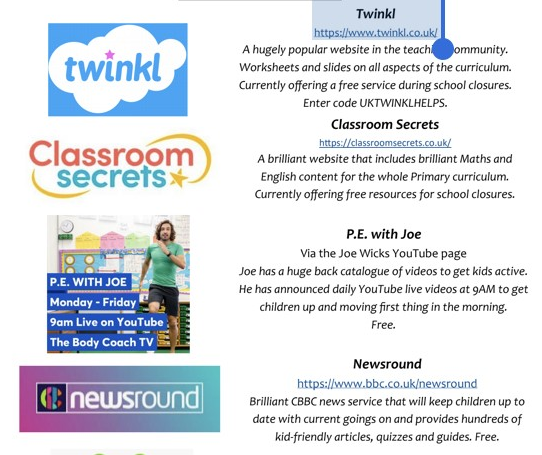 Twinkl
https://www.twinkl.co.uk/
twinkl
A hugely popular website in the community.
Worksheets and slides on all aspects of the curriculum.
Currently offering a free service during school closures.
Enter code UKTWINKLHELPS.
Classroom
secrets
Classroom Secrets
https://classroomsecrets.co.uk/
A brilliant website that includes brilliant Maths and
English content for the whole Primary curriculum.
Currently offering free resources for school closures.
P.E. WITH JOE
Monday - Friday
9am Live on YouTube
The Body Coach TV
P.E. with Joe
Via the Joe Wicks YouTube page
Joe has a huge back catalogue of videos to get kids active.
He has announced daily YouTube live videos at 9AM to get
children up and moving first thing in the morning.
Free.
newsround
Newsround
https://www.bbc.co.uk/newsround
Brilliant CBBC news service that will keep children up to
date with current goings on and provides hundreds of
kid-friendly articles, quizzes and guides. Free.